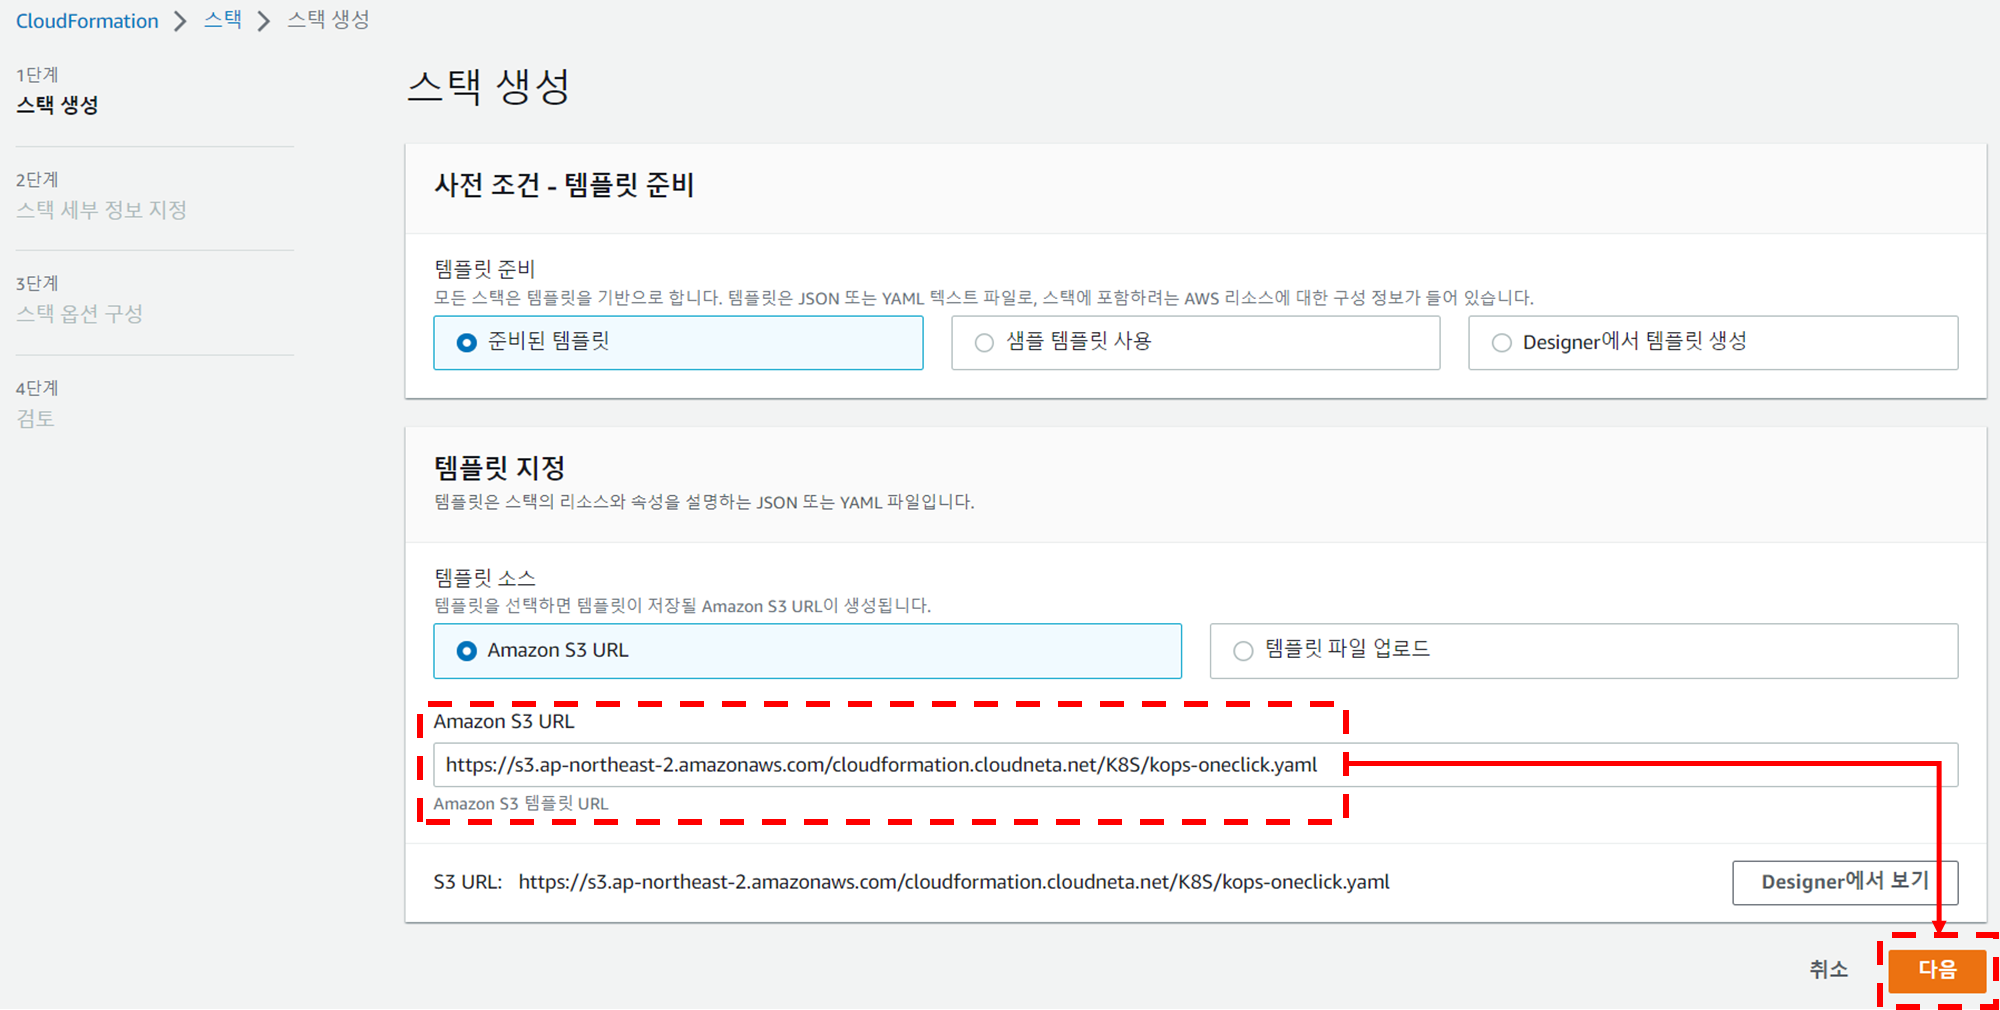 CloudFormation > 스택 > 스택 생성
1단계
스택 생성
2단계
스택 세부 정보 지정
3단계
스택 옵션 구성
4단계
검토
스택 생성
사전 조건 - 템플릿 준비
템플릿 준비
모든 스택은 템플릿을 기반으로 합니다. 템플릿은 JSON 또는 YAML 텍스트 파일로, 스택에 포함하려는 AWS 리소스에 대한 구성 정보가 들어 있습니다.
준비된 템플릿
샘플 템플릿 사용
Designer에서 템플릿 생성
템플릿 지정
템플릿은 스택의 리소스와 속성을 설명하는 JSON 또는 YAML 파일입니다.
템플릿 소스
템플릿을 선택하면 템플릿이 저장될 Amazon S3 URL이 생성됩니다.
Amazon S3 URL
템플릿 파일 업로드
Amazon S3 URL
https://s3.ap-northeast-2.amazonaws.com/cloudformation.cloudneta.net/K8S/kops-oneclick.yaml
Amazon S3 템플릿 URL
S3 URL: https://s3.ap-northeast-2.amazonaws.com/cloudformation.cloudneta.net/K8S/kops-oneclick.yaml
Designer에서 보기
취소
다음